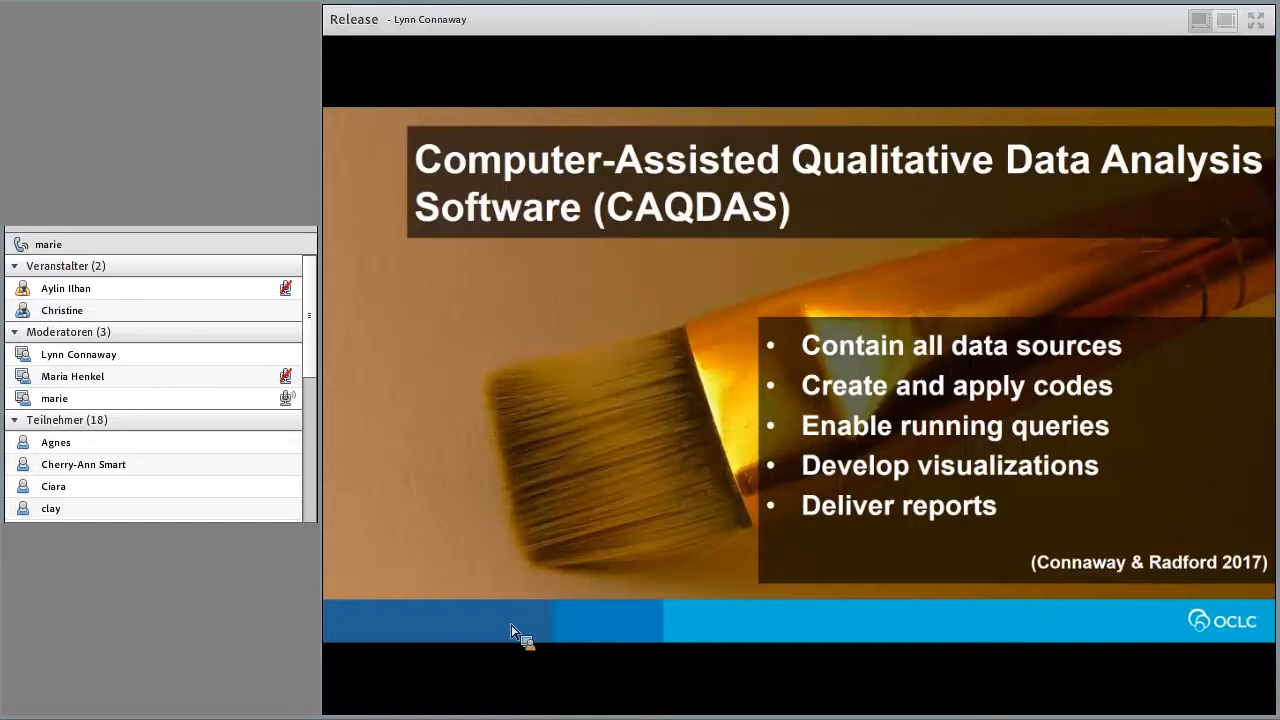 Release - Lynn Connaway
marie
Veranstalter (2)
Aylin Ilhan
Christine
Moderatoren (3)
Lynn Connaway
Maria Henkel
marie
Teilnehmer (18)
Agnes
Cherry-Ann Smart
Ciara
clay
Computer-Assisted Qualitative Data Analysis
Software (CAQDAS)
• Contain all data sources
• Create and apply codes
• Enable running queries
• Develop visualizations
• Deliver reports
(Connaway & Radford 2017)
OCLC